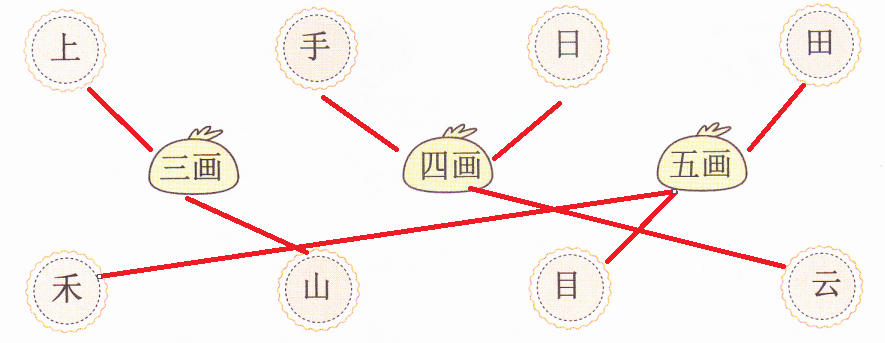 上 手 日 田
三画 四画 五画
禾 山 目 云